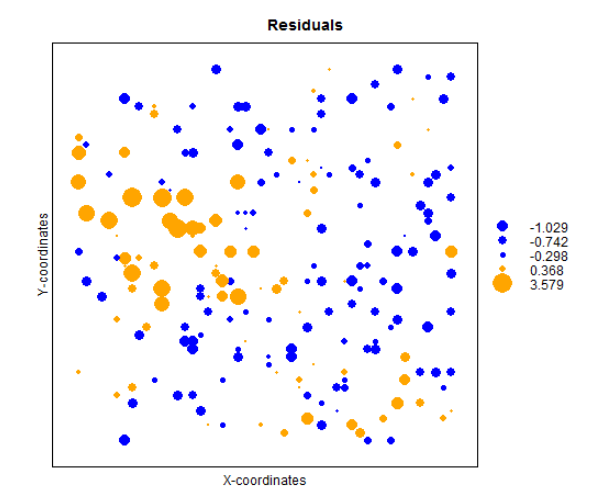 Residuals
Y-coordinates
-1.029
-0.742
-0.298
0.368
3.579
X-coordinates